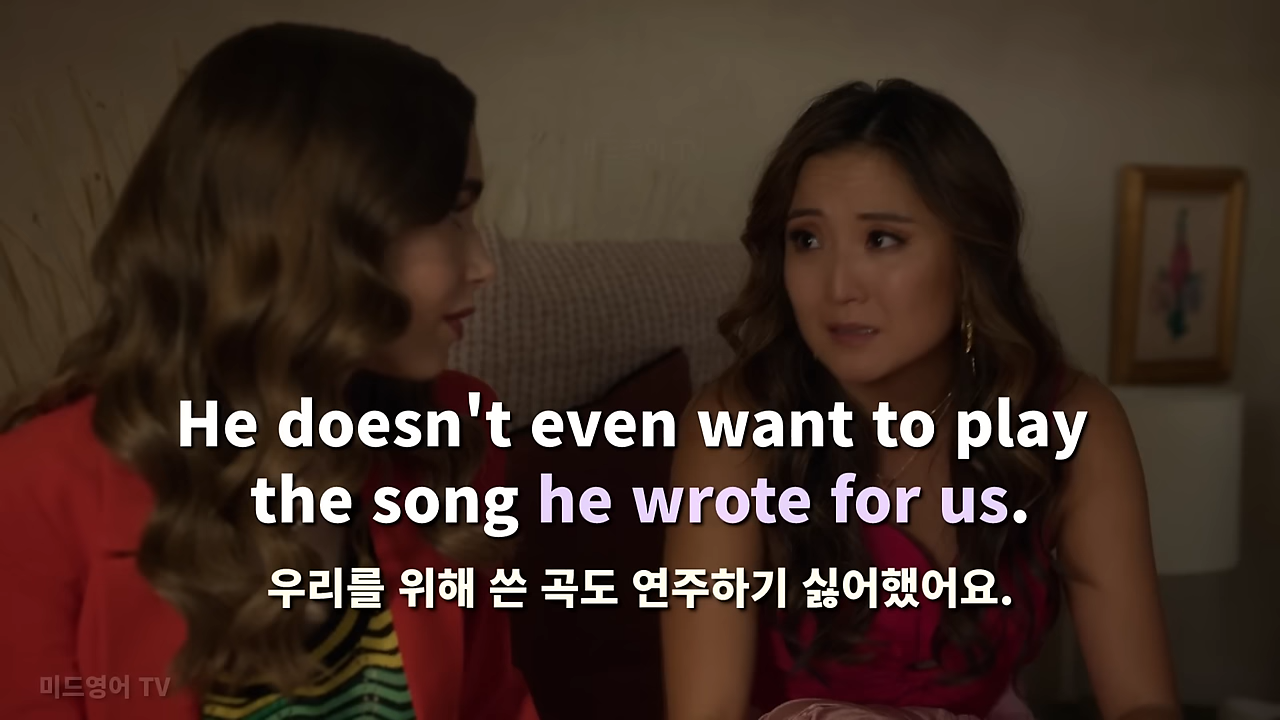 He doesn't even want to play
the song he wrote for us.
우리를 위해 쓴 곡도 연주하기 싫어했어요.
미드영어 TV